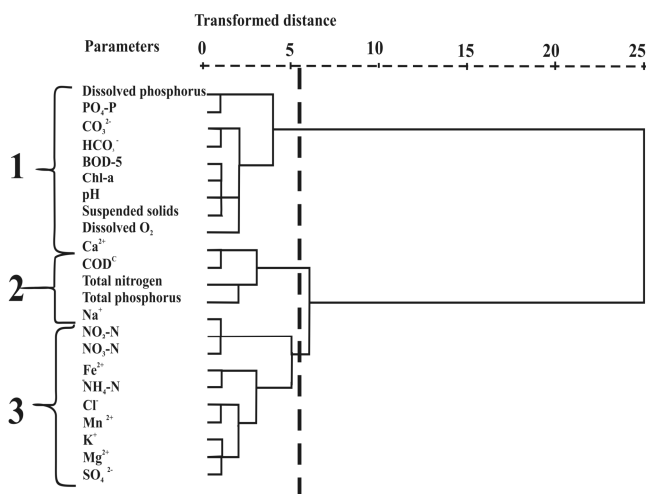 Transformed distance
Parameters
0 5 10 15 20 25
Dissolved phosphorus
PO₄-P
CO₃²⁻
HCO₃⁻
BOD-5
Chl-a
pH
Suspended solids
Dissolved O₂
Ca²⁺
CODᶜ
Total nitrogen
Total phosphorus
Na⁺
NO₂-N
NO₃-N
Fe²⁺
NH₄-N
Cl⁻
Mn ²⁺
K⁺
Mg²⁺
SO₄ ²⁻
1
2
3